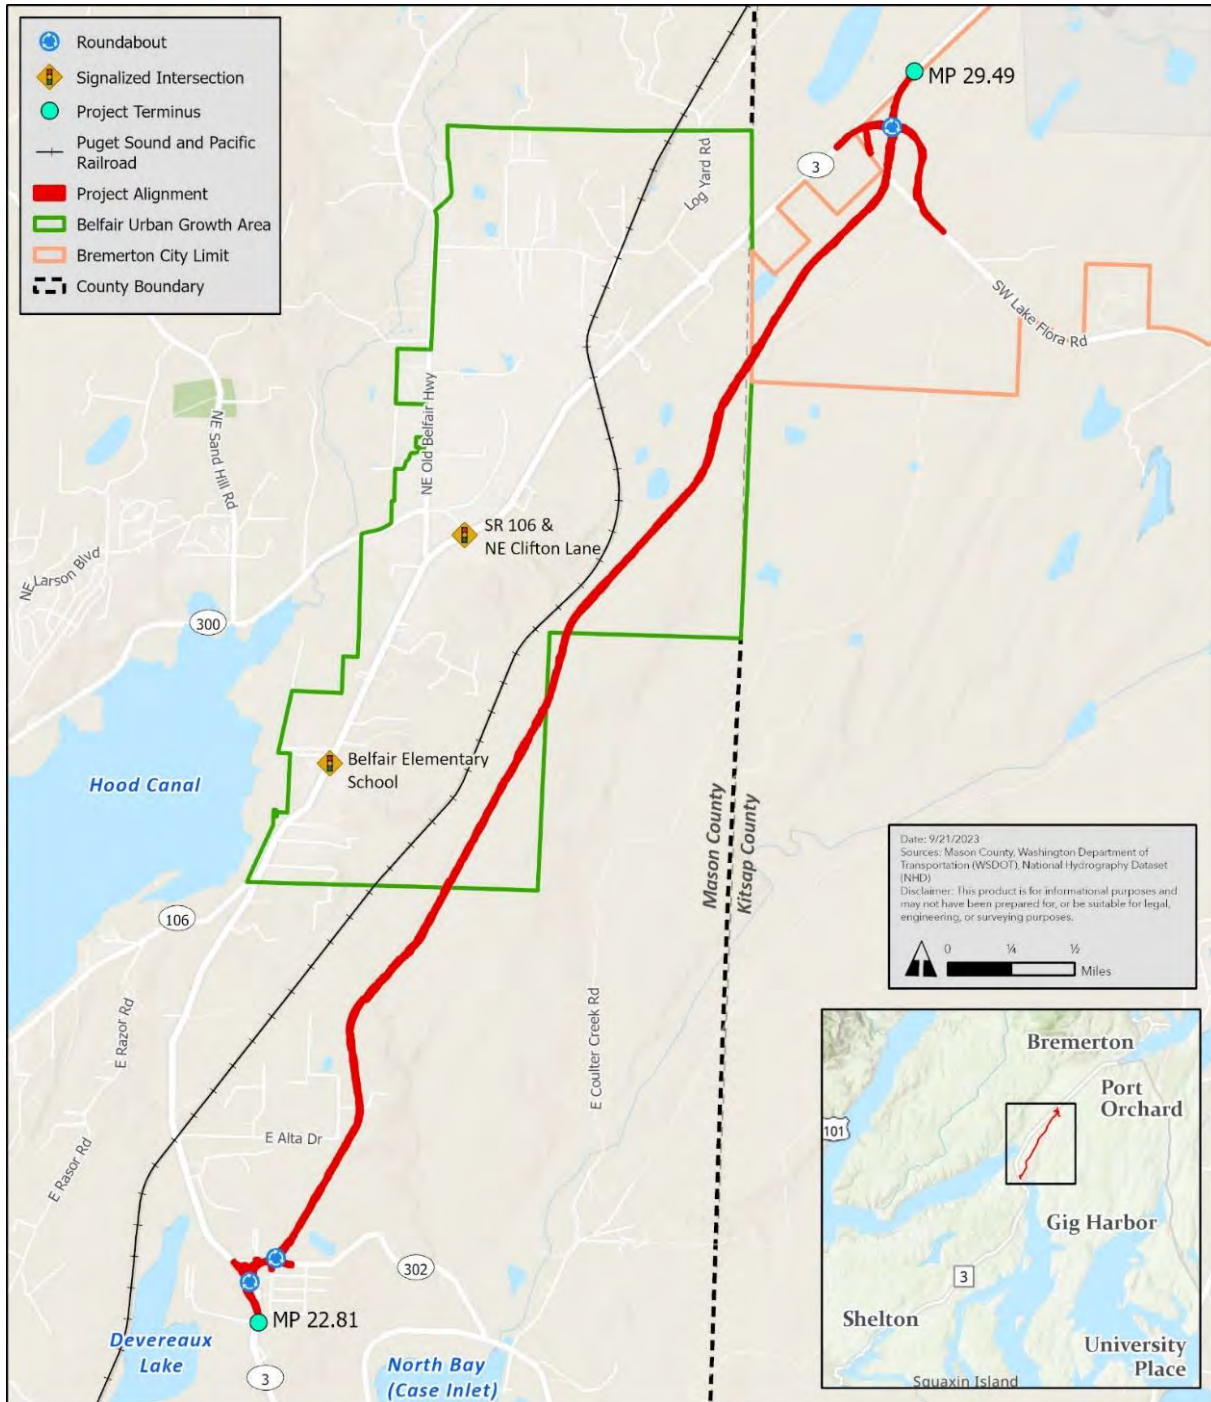 Roundabout
Signalized Intersection
Project Terminus
Puget Sound and Pacific
Railroad
Project Alignment
Belfair Urban Growth Area
Bremerton City Limit
County Boundary
MP 29.49
3
Log Yard Rd
SW Lake Flora Rd
NE Old Belfair Hwy
NE Sand Hill Rd
SR 106 &
NE Clifton Lane
NE Larson Blvd
300
Belfair Elementary
School
Hood Canal
Mason County
Kitsap County
106
E Razor Rd
E Coulter Creek Rd
E Alta Dr
E Rasor Rd
302
MP 22.81
Devereaux
Lake
North Bay
(Case Inlet)
3
Date: 9/21/2023
Sources: Mason County, Washington Department of
Transportation (WSDOT), National Hydrography Dataset
(NHD)
Disclaimer: This product is for informational purposes and
may not have been prepared for, or be suitable for legal,
engineering, or surveying purposes.
0 ¼ ½
Miles
Bremerton
Port
Orchard
101
Gig Harbor
3
Shelton
University
Place
Squaxin Island